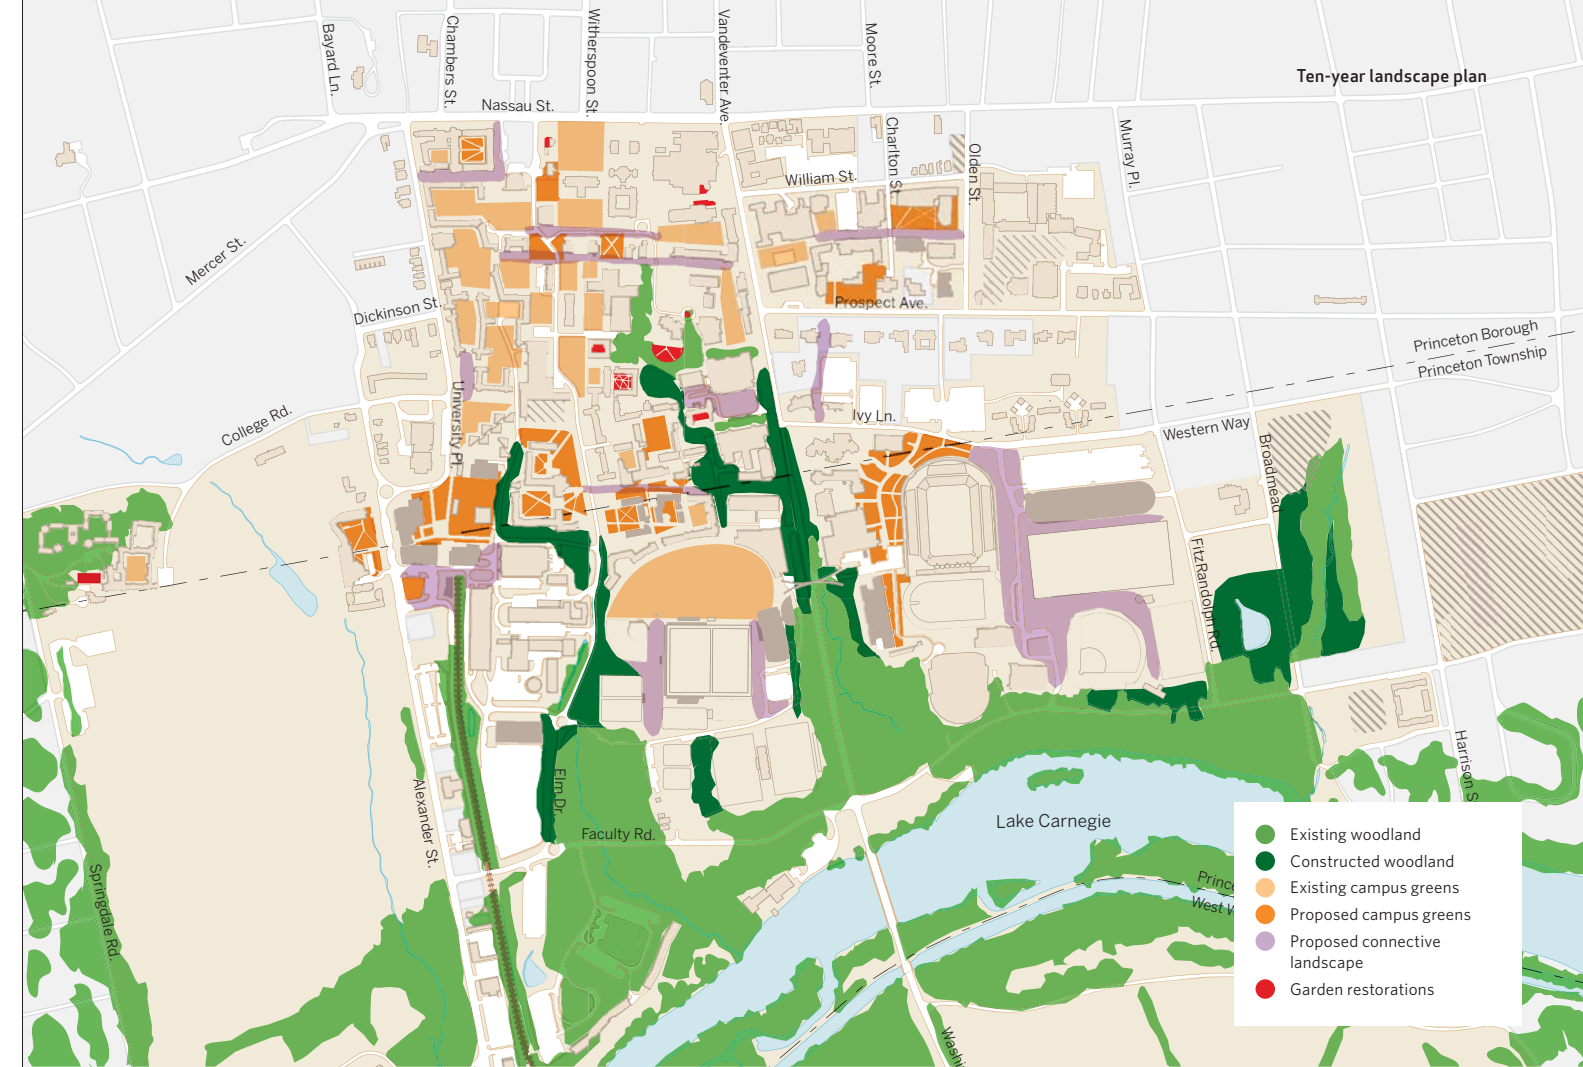 Ten-year landscape plan
Bayard Ln.
Chambers St.
Witherspoon St.
Vandeventer Ave.
Moore St.
Nassau St.
Charlton St.
Olden St.
Murray Pl.
William St.
Mercer St.
Dickinson St.
Prospect Ave.
Princeton Borough
Princeton Township
University Pl.
College Rd.
Ivy Ln.
Western Way
Broadmead
FitzRandolph Rd.
Harrison S
Alexander St.
Elm Dr.
Faculty Rd.
Lake Carnegie
Springdale Rd.
Princ
West W
Washi
Existing woodland
Constructed woodland
Existing campus greens
Proposed campus greens
Proposed connective
landscape
Garden restorations